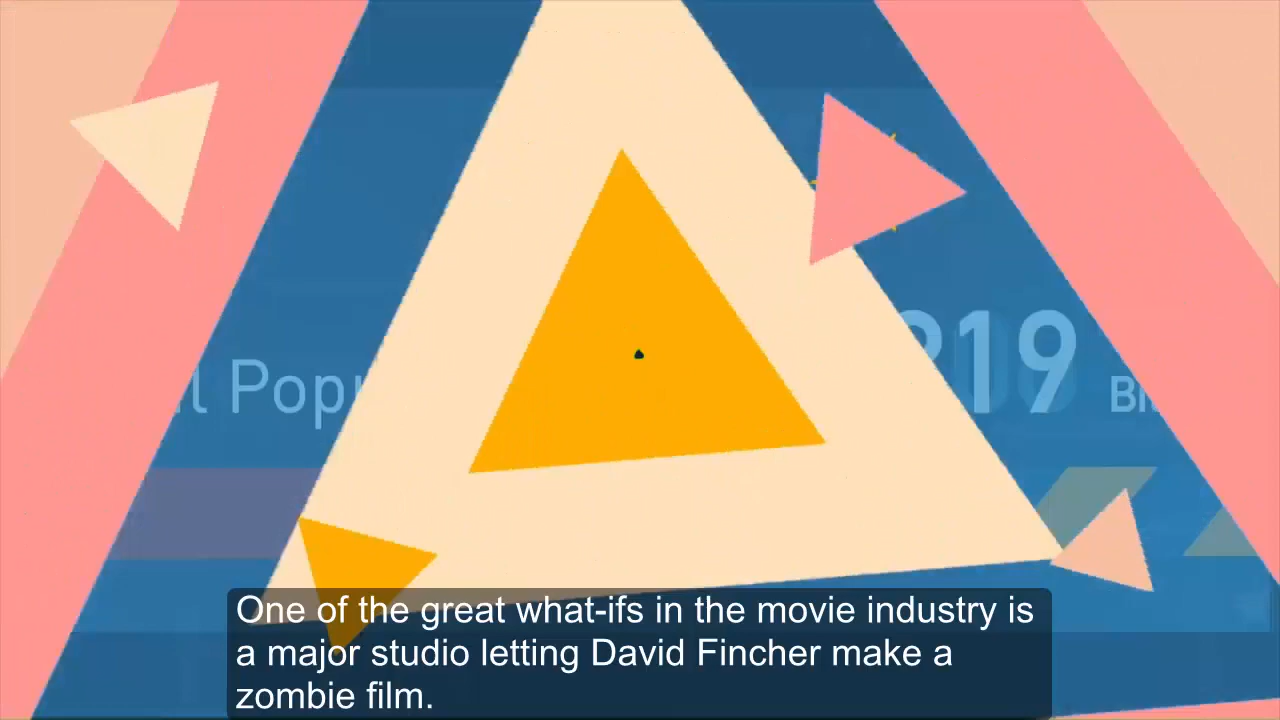 219
One of the great what-ifs in the movie industry is
a major studio letting David Fincher make a
zombie film.